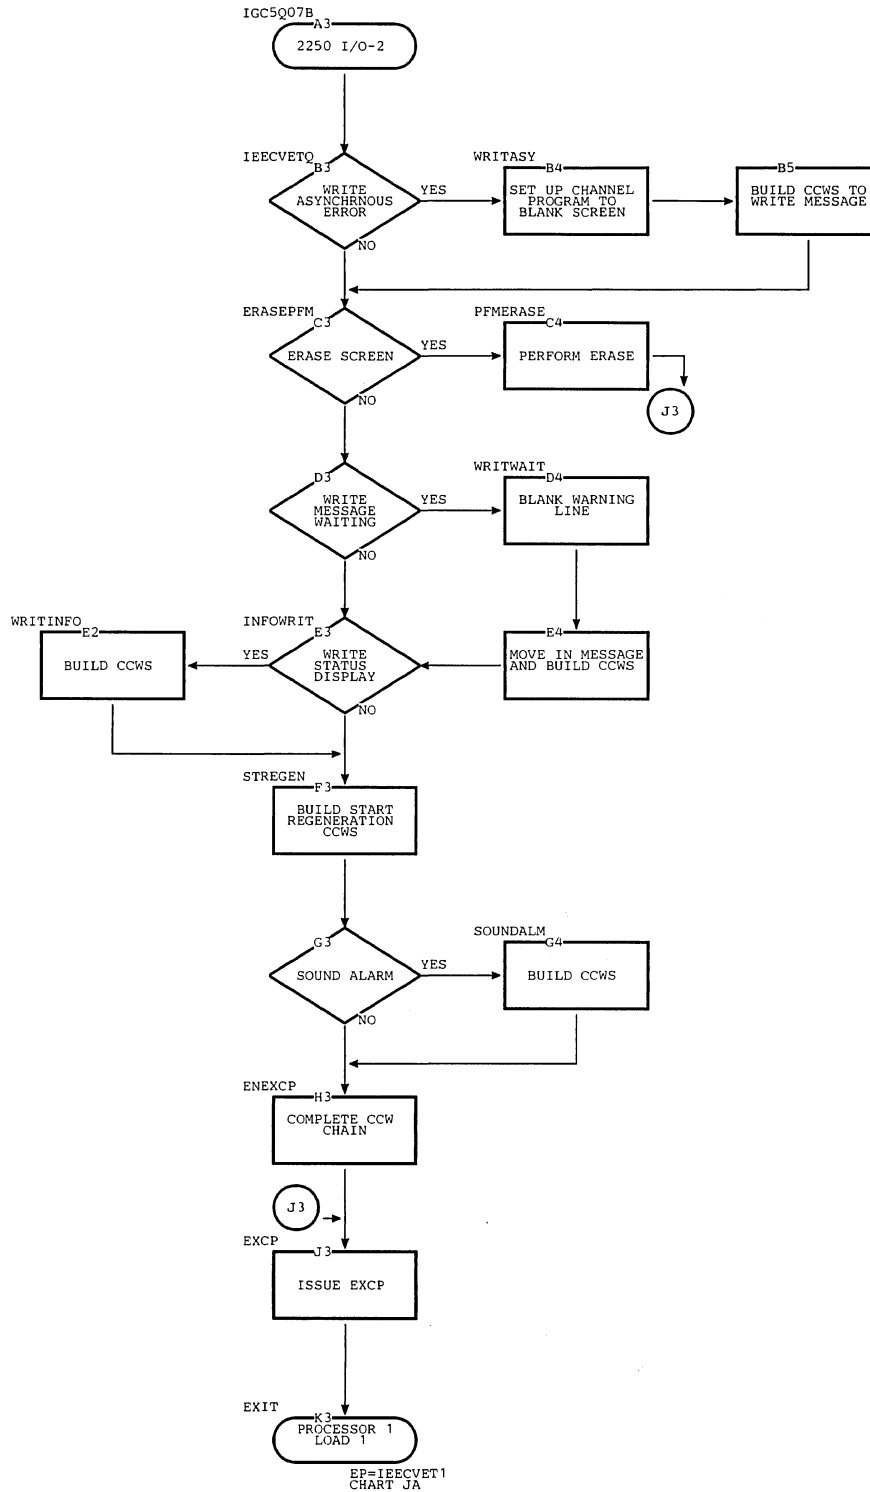 IGC5Q07B
A3
2250 I/O-2
IEECVETQ
B3
WRITE
ASYNCHRNOUS
ERROR
YES
NO
WRITASY
B4
SET UP CHANNEL
PROGRAM TO
BLANK SCREEN
B5
BUILD CCWS TO
WRITE MESSAGE
ERASEPFM
C3
ERASE SCREEN
YES
NO
PFMERASE
C4
PERFORM ERASE
J3
D3
WRITE
MESSAGE
WAITING
YES
NO
WRITWAIT
D4
BLANK WARNING
LINE
WRITINFO
E2
BUILD CCWS
INFOWRIT
E3
WRITE
STATUS
DISPLAY
YES
NO
E4
MOVE IN MESSAGE
AND BUILD CCWS
STREGEN
F3
BUILD START
REGENERATION
CCWS
G3
SOUND ALARM
YES
NO
SOUNDALM
G4
BUILD CCWS
ENEXCP
H3
COMPLETE CCW
CHAIN
J3
EXCP
J3
ISSUE EXCP
EXIT
K3
PROCESSOR 1
LOAD 1
EP=IEECVET1
CHART JA